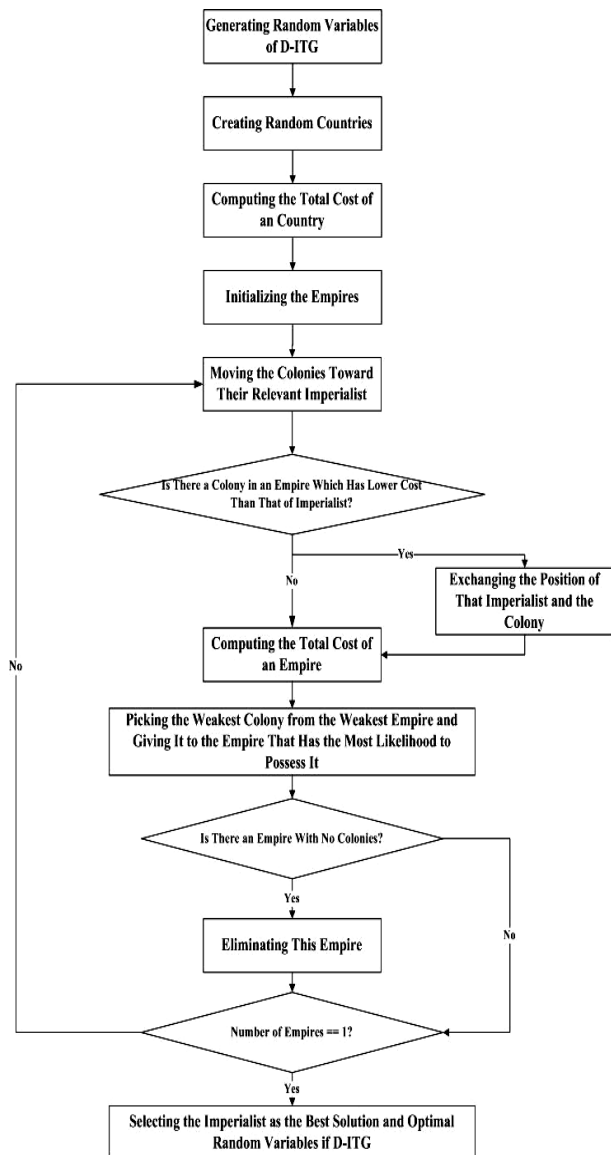 Generating Random Variables
of D-ITG
Creating Random Countries
Computing the Total Cost of
an Country
Initializing the Empires
Moving the Colonies Toward
Their Relevant Imperialist
Is There a Colony in an Empire Which Has Lower Cost
Than That of Imperialist?
Yes
No
Exchanging the Position of
That Imperialist and the
Colony
Computing the Total Cost of
an Empire
No
Picking the Weakest Colony from the Weakest Empire and
Giving It to the Empire That Has the Most Likelihood to
Possess It
Is There an Empire With No Colonies?
Yes
No
Eliminating This Empire
Number of Empires == 1?
Yes
Selecting the Imperialist as the Best Solution and Optimal
Random Variables if D-ITG